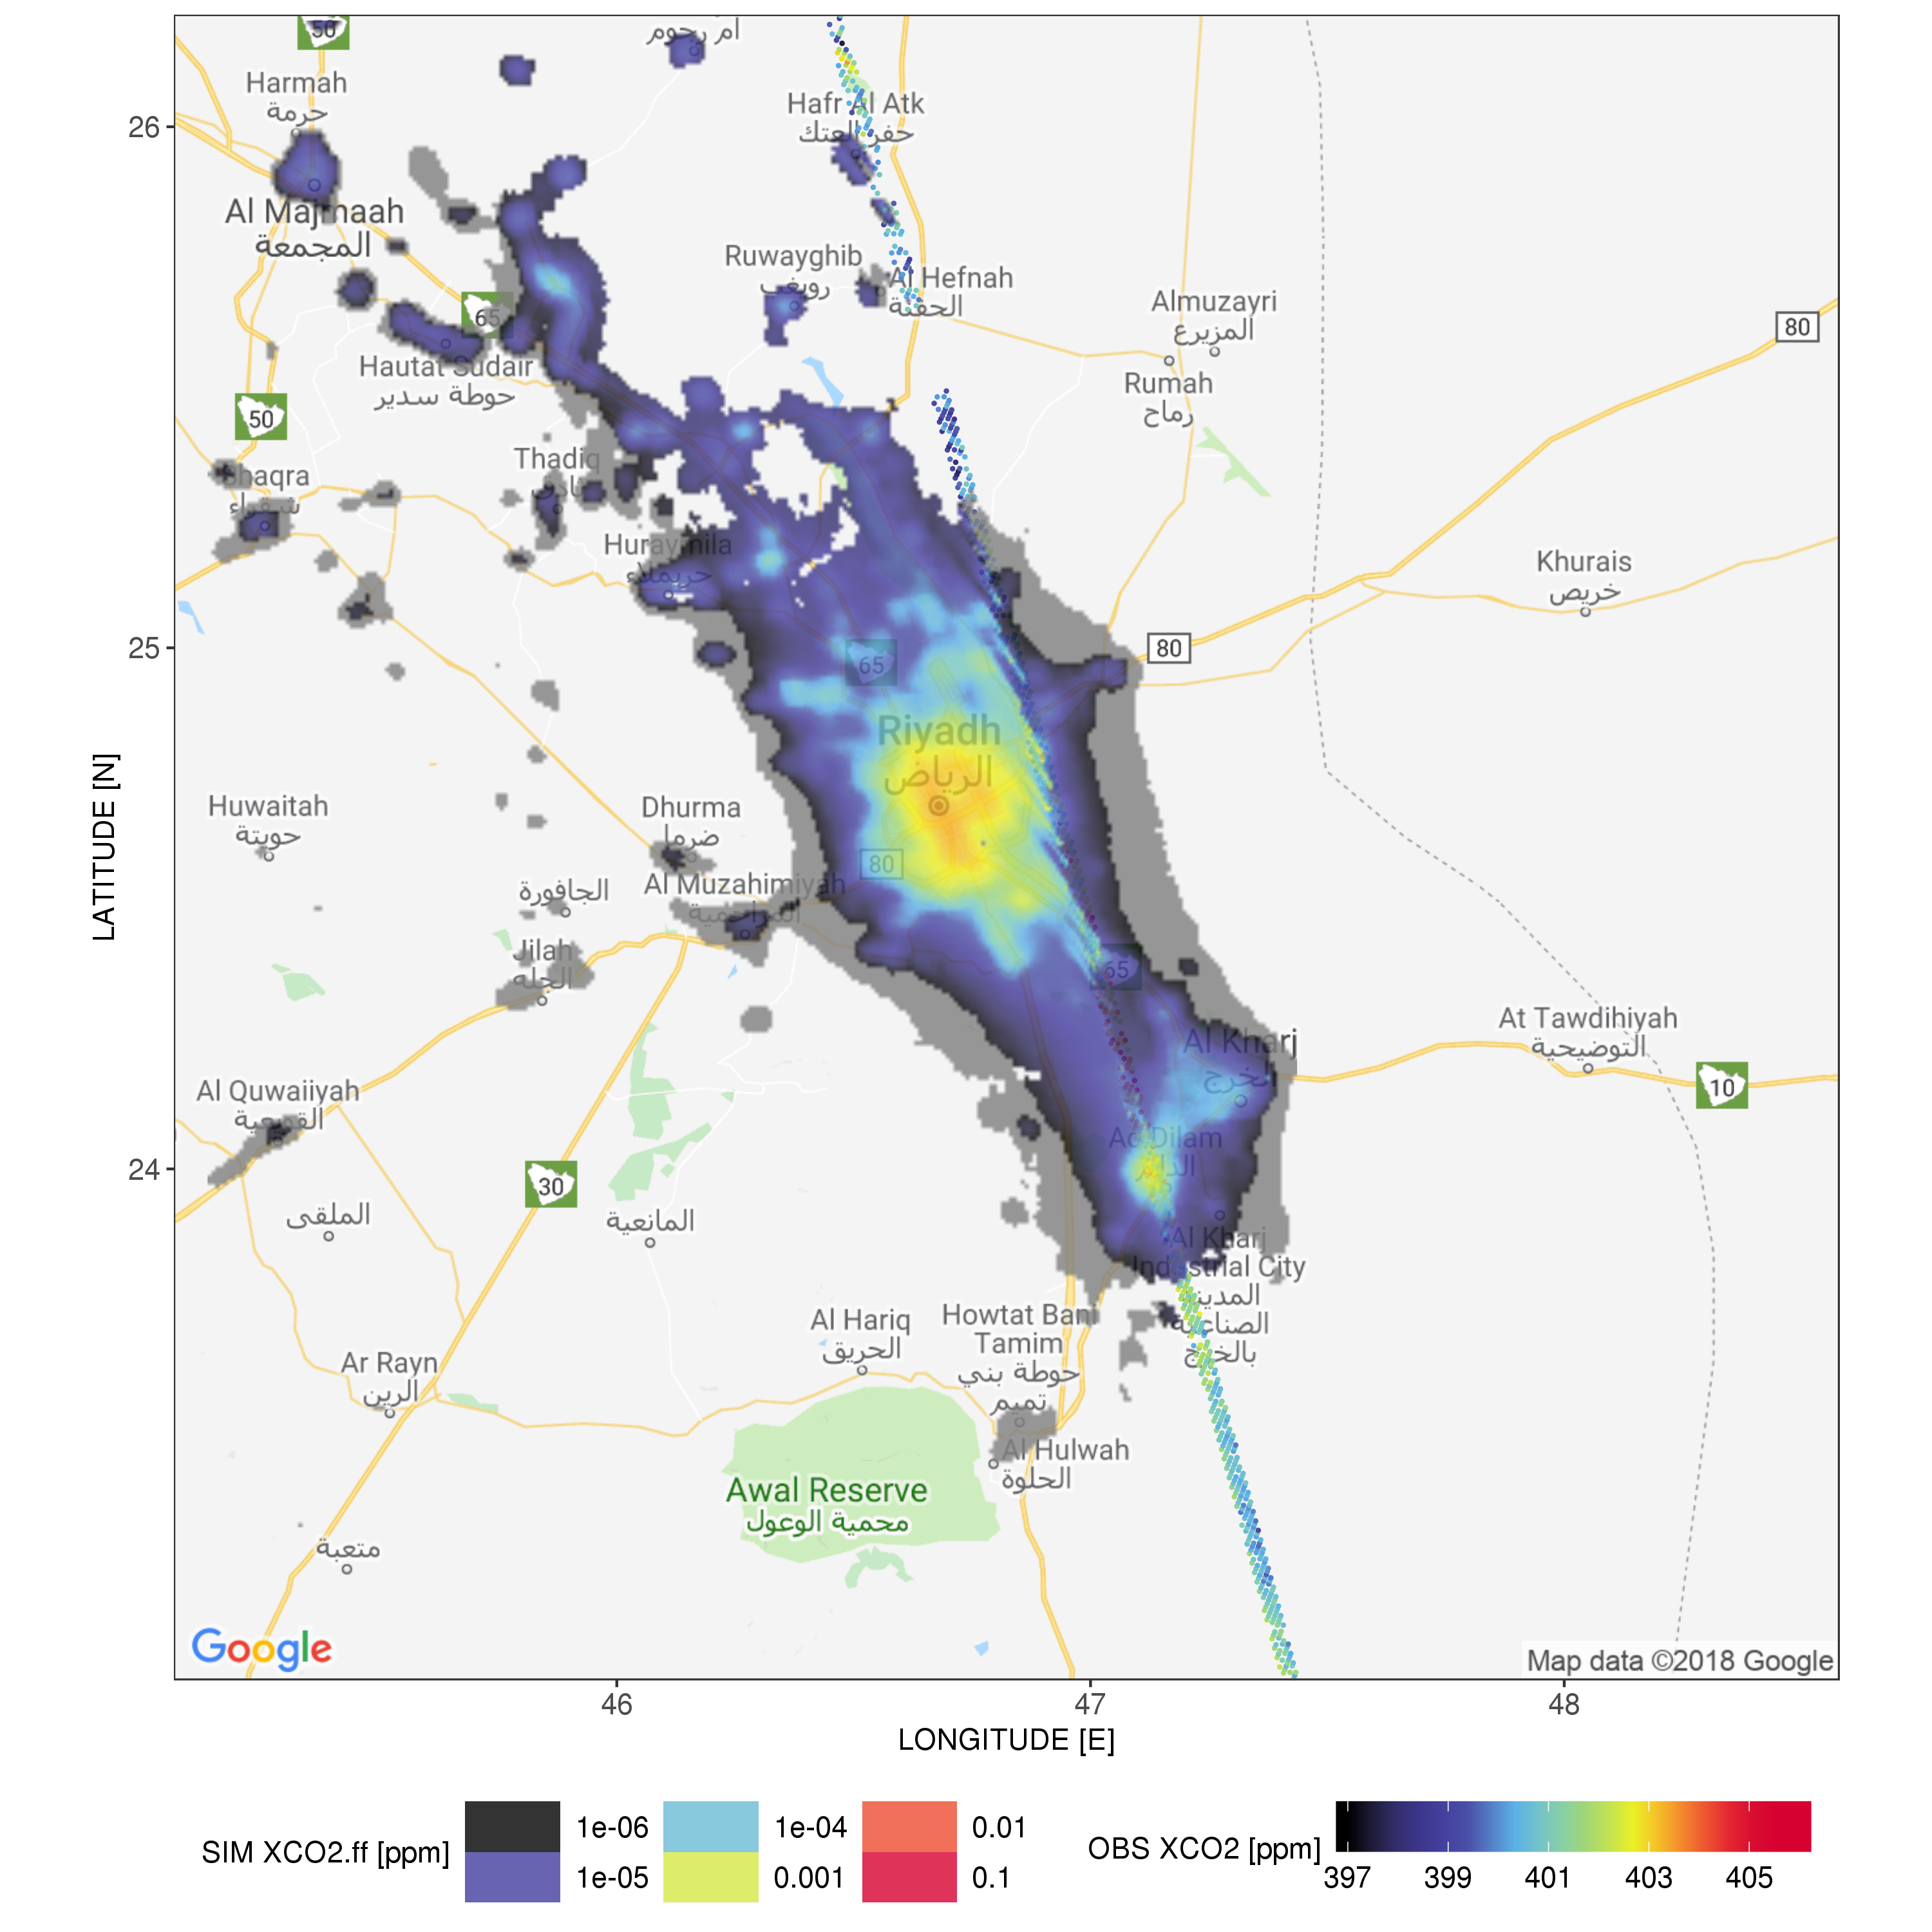 50
ام رجوم
Harmah
حرمة
Hafr Al Atk
حفر العتك
26
Al Majmaah
المجمعة
Ruwayghib
رويغب
Al Hefnah
الحفنة
Almuzayri
المزيرع
80
65
Hautat Sudair
حوطة سدير
Rumah
رماح
50
Thadiq
ثادق
Shaqra
شقراء
Huraymila
حريملاء
Khurais
خريص
25
65
80
Riyadh
الرياض
Huwaitah
حويتة
Dhurma
ضرما
80
Al Muzahimiyah
المزاحمية
الجافورة
Jilah
الجله
65
Al Kharj
الخرج
At Tawdihiyah
التوضيحية
10
Al Quwaiiyah
القويعية
Ad Dilam
الدلم
24
30
الملقى
المانعية
Al Kharj
Industrial City
المدينة
الصناعية
بالخرج
Al Hariq
الحريق
Howtat Bani
Tamim
حوطة بني
تميم
Ar Rayn
الرين
Al Hulwah
الحلوة
Awal Reserve
محمية الوعول
متعبة
Google
Map data ©2018 Google
LATITUDE [N]
46
47
48
LONGITUDE [E]
SIM XCO2.ff [ppm]
1e-06
1e-04
0.01
1e-05
0.001
0.1
OBS XCO2 [ppm]
397
399
401
403
405